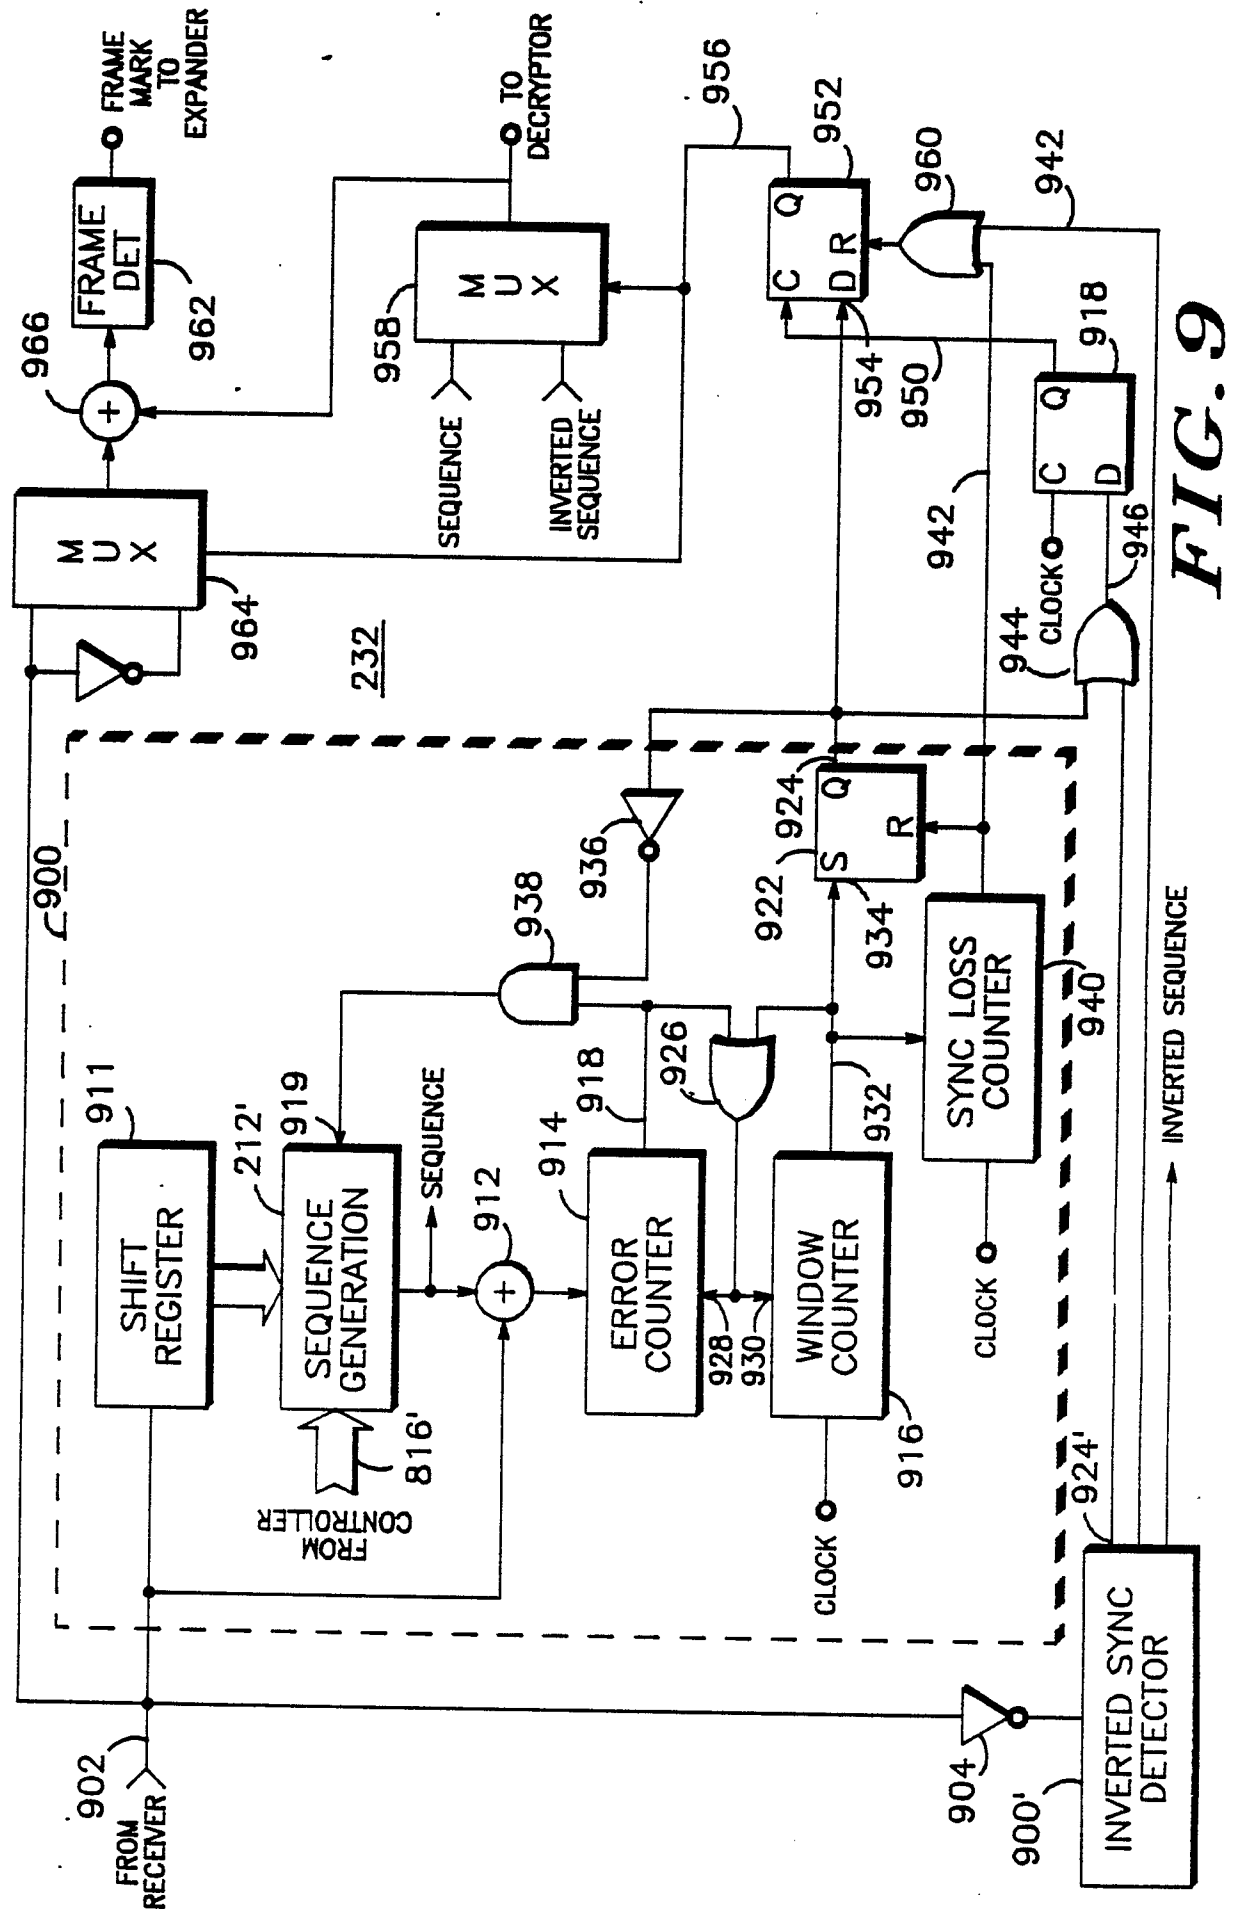 FROM
RECEIVER
902
900
911
SHIFT
REGISTER
212'
919
SEQUENCE
GENERATION
816'
FROM
CONTROLLER
SEQUENCE
912
914
ERROR
COUNTER
918
938
936
926
928
930
WINDOW
COUNTER
916
CLOCK
932
922
924
S
Q
R
934
SYNC LOSS
COUNTER
940
CLOCK
904
900'
INVERTED SYNC
DETECTOR
924'
INVERTED SEQUENCE
232
MUX
964
966
FRAME
DET
962
FRAME
MARK
TO
EXPANDER
SEQUENCE
INVERTED
SEQUENCE
958
MUX
TO
DECRYPTOR
956
952
C
Q
D
R
954
950
960
942
942
944
946
CLOCK
C
Q
D
918
FIG. 9